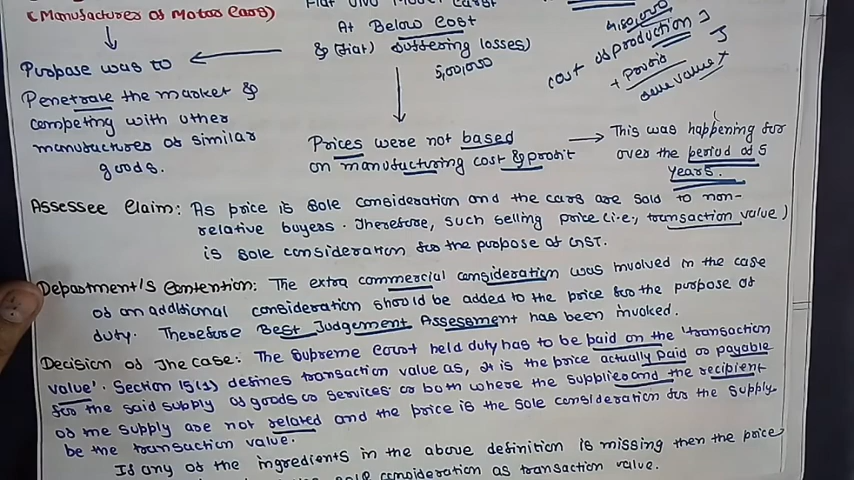 (Manufactures of Motor Cars)
Fiat Uno Model Carst
At Below Cost
& (Fiat) Suffering losses)
5,00,000
4,80,000
cost of production
+ Profit
sale value
Purpose was to
Penetrate the market &
competing with other
manufactures of similar
goods.
Prices were not based
on manufacturing cost & profit
This was happening for
over the period of 5
years.
Assessee Claim: As price is sole consideration and the cars are sold to non-
relative buyers. Therefore, such selling price (i.e., transaction value)
is sole consideration for the purpose of GST.
Department's Contention: The extra commercial consideration was involved in the case
of an additional consideration should be added to the price for the purpose of
duty. Therefore Best Judgement Assessment has been invoked.
Decision of The case: The Supreme Court held duty has to be paid on the 'transaction
value'. Section 15(1) defines transaction value as, it is the price actually paid or payable
for the said supply of goods or services or both where the supplier and the recipient
of the supply are not related and the price is the sole consideration for the supply
be the transaction value.
If any of the ingredients in the above definition is missing then the price
sole consideration as transaction value.